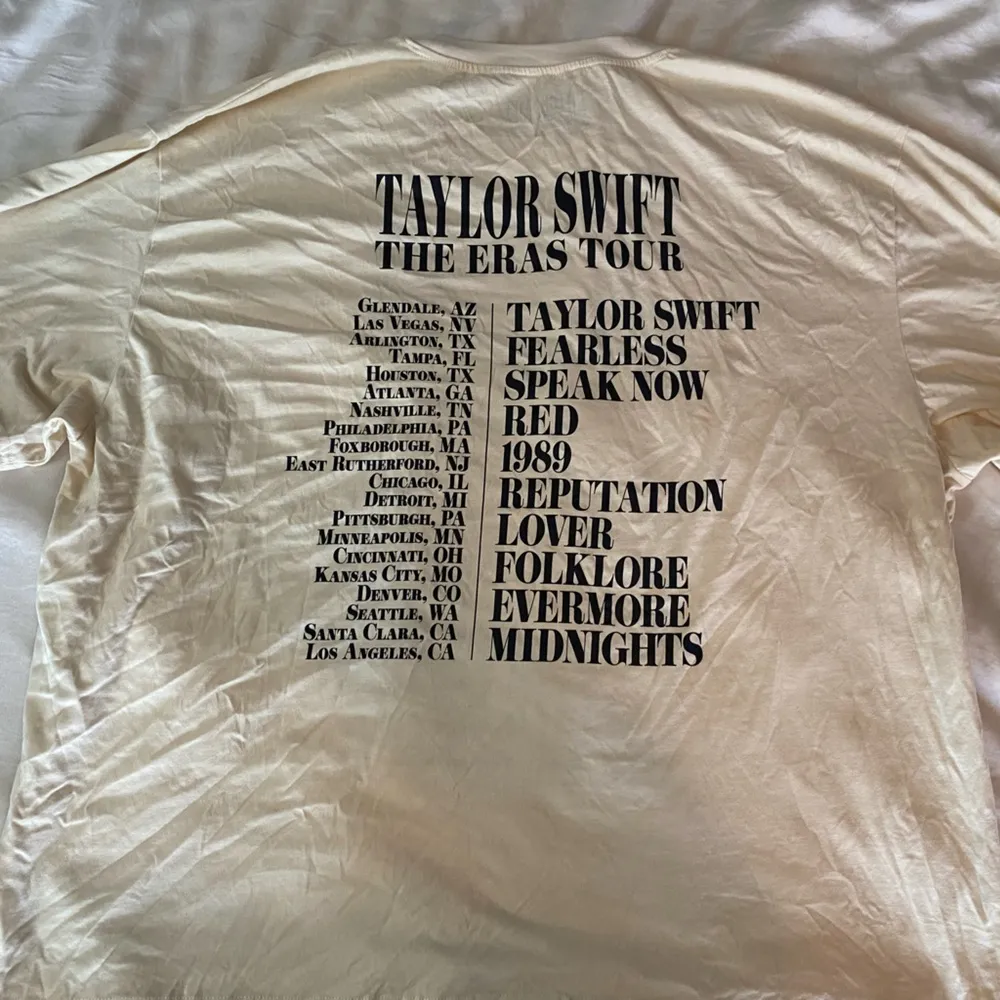 TAYLOR SWIFT
THE ERAS TOUR
GLENDALE, AZ
LAS VEGAS, NV
ARLINGTON, TX
TAMPA, FL
HOUSTON, TX
ATLANTA, GA
NASHVILLE, TN
PHILADELPHIA, PA
FOXBOROUGH, MA
EAST RUTHERFORD, NJ
CHICAGO, IL
DETROIT, MI
PITTSBURGH, PA
MINNEAPOLIS, MN
CINCINNATI, OH
KANSAS CITY, MO
DENVER, CO
SEATTLE, WA
SANTA CLARA, CA
LOS ANGELES, CA
TAYLOR SWIFT
FEARLESS
SPEAK NOW
RED
1989
REPUTATION
LOVER
FOLKLORE
EVERMORE
MIDNIGHTS